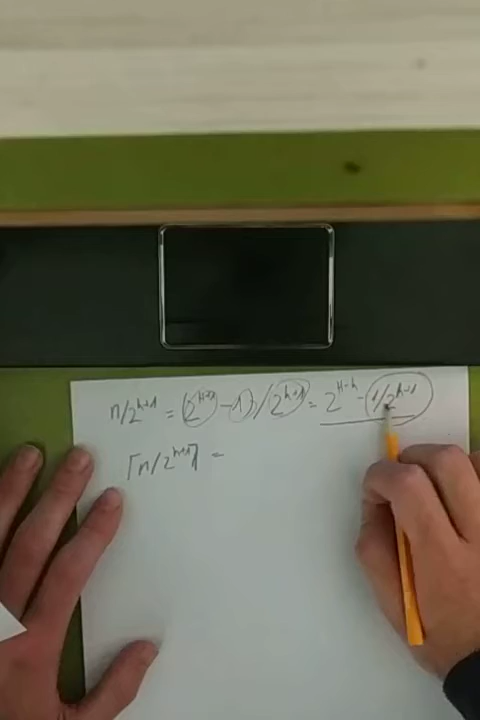 n/2^{h+1} = (2^{H+1} - 1)/2^{h+1} = 2^{H-h} - 1/2^{h+1}
⌈n/2^{h+1}⌉ =